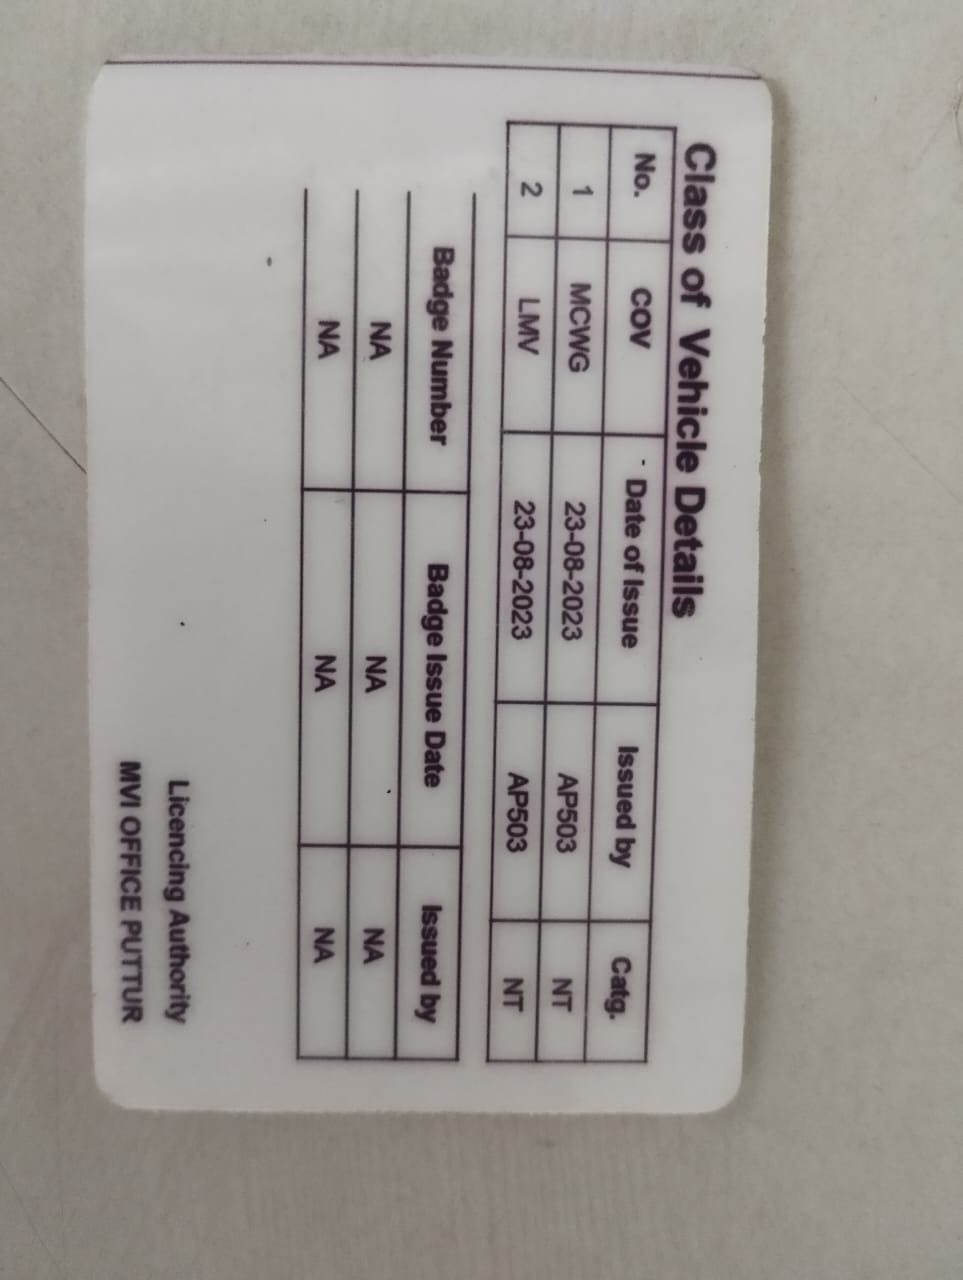 Class of Vehicle Details
No. COV Date of Issue Issued by Catg.
1 MCWG 23-08-2023 AP503 NT
2 LMV 23-08-2023 AP503 NT
Badge Number Badge Issue Date Issued by
NA NA NA
NA NA NA
Licencing Authority
MVI OFFICE PUTTUR